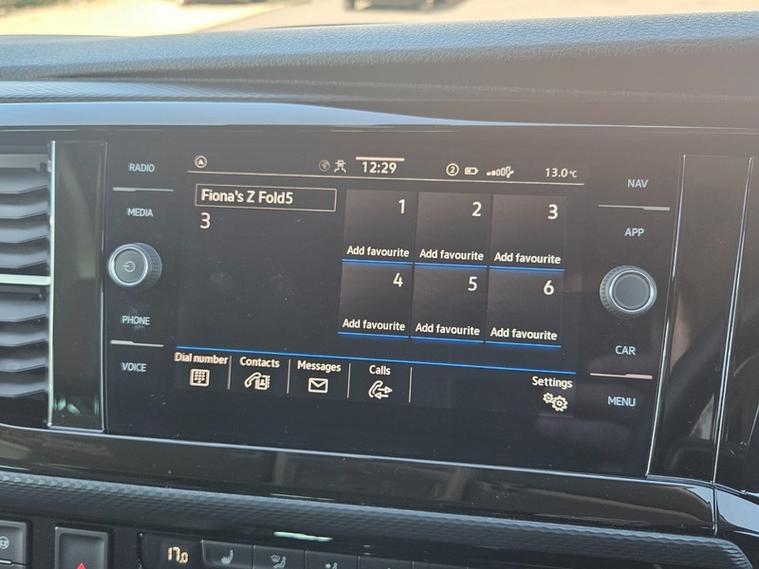 RADIO
MEDIA
PHONE
VOICE
12:29
2
13.0°C
Fiona's Z Fold5
3
1
Add favourite
2
Add favourite
3
Add favourite
4
Add favourite
5
Add favourite
6
Add favourite
Dial number
Contacts
Messages
Calls
Settings
NAV
APP
CAR
MENU
17.0